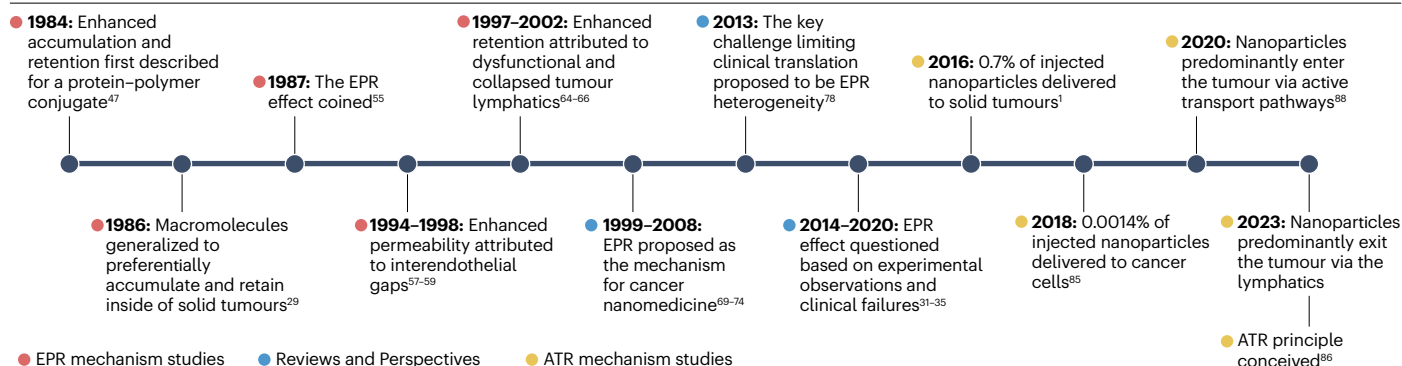 1984: Enhanced
accumulation and
retention first described
for a protein–polymer
conjugate47
1986: Macromolecules
generalized to
preferentially
accumulate and retain
inside of solid tumours29
1987: The EPR
effect coined55
1994–1998: Enhanced
permeability attributed
to interendothelial
gaps57–59
1997–2002: Enhanced
retention attributed to
dysfunctional and
collapsed tumour
lymphatics64–66
1999–2008:
EPR proposed as
the mechanism
for cancer
nanomedicine69–74
2013: The key
challenge limiting
clinical translation
proposed to be EPR
heterogeneity78
2014–2020: EPR
effect questioned
based on experimental
observations and
clinical failures31–35
2016: 0.7% of injected
nanoparticles delivered
to solid tumours1
2018: 0.0014% of
injected nanoparticles
delivered to cancer
cells85
2020: Nanoparticles
predominantly enter
the tumour via active
transport pathways88
2023: Nanoparticles
predominantly exit
the tumour via the
lymphatics
ATR principle
conceived86
EPR mechanism studies
Reviews and Perspectives
ATR mechanism studies